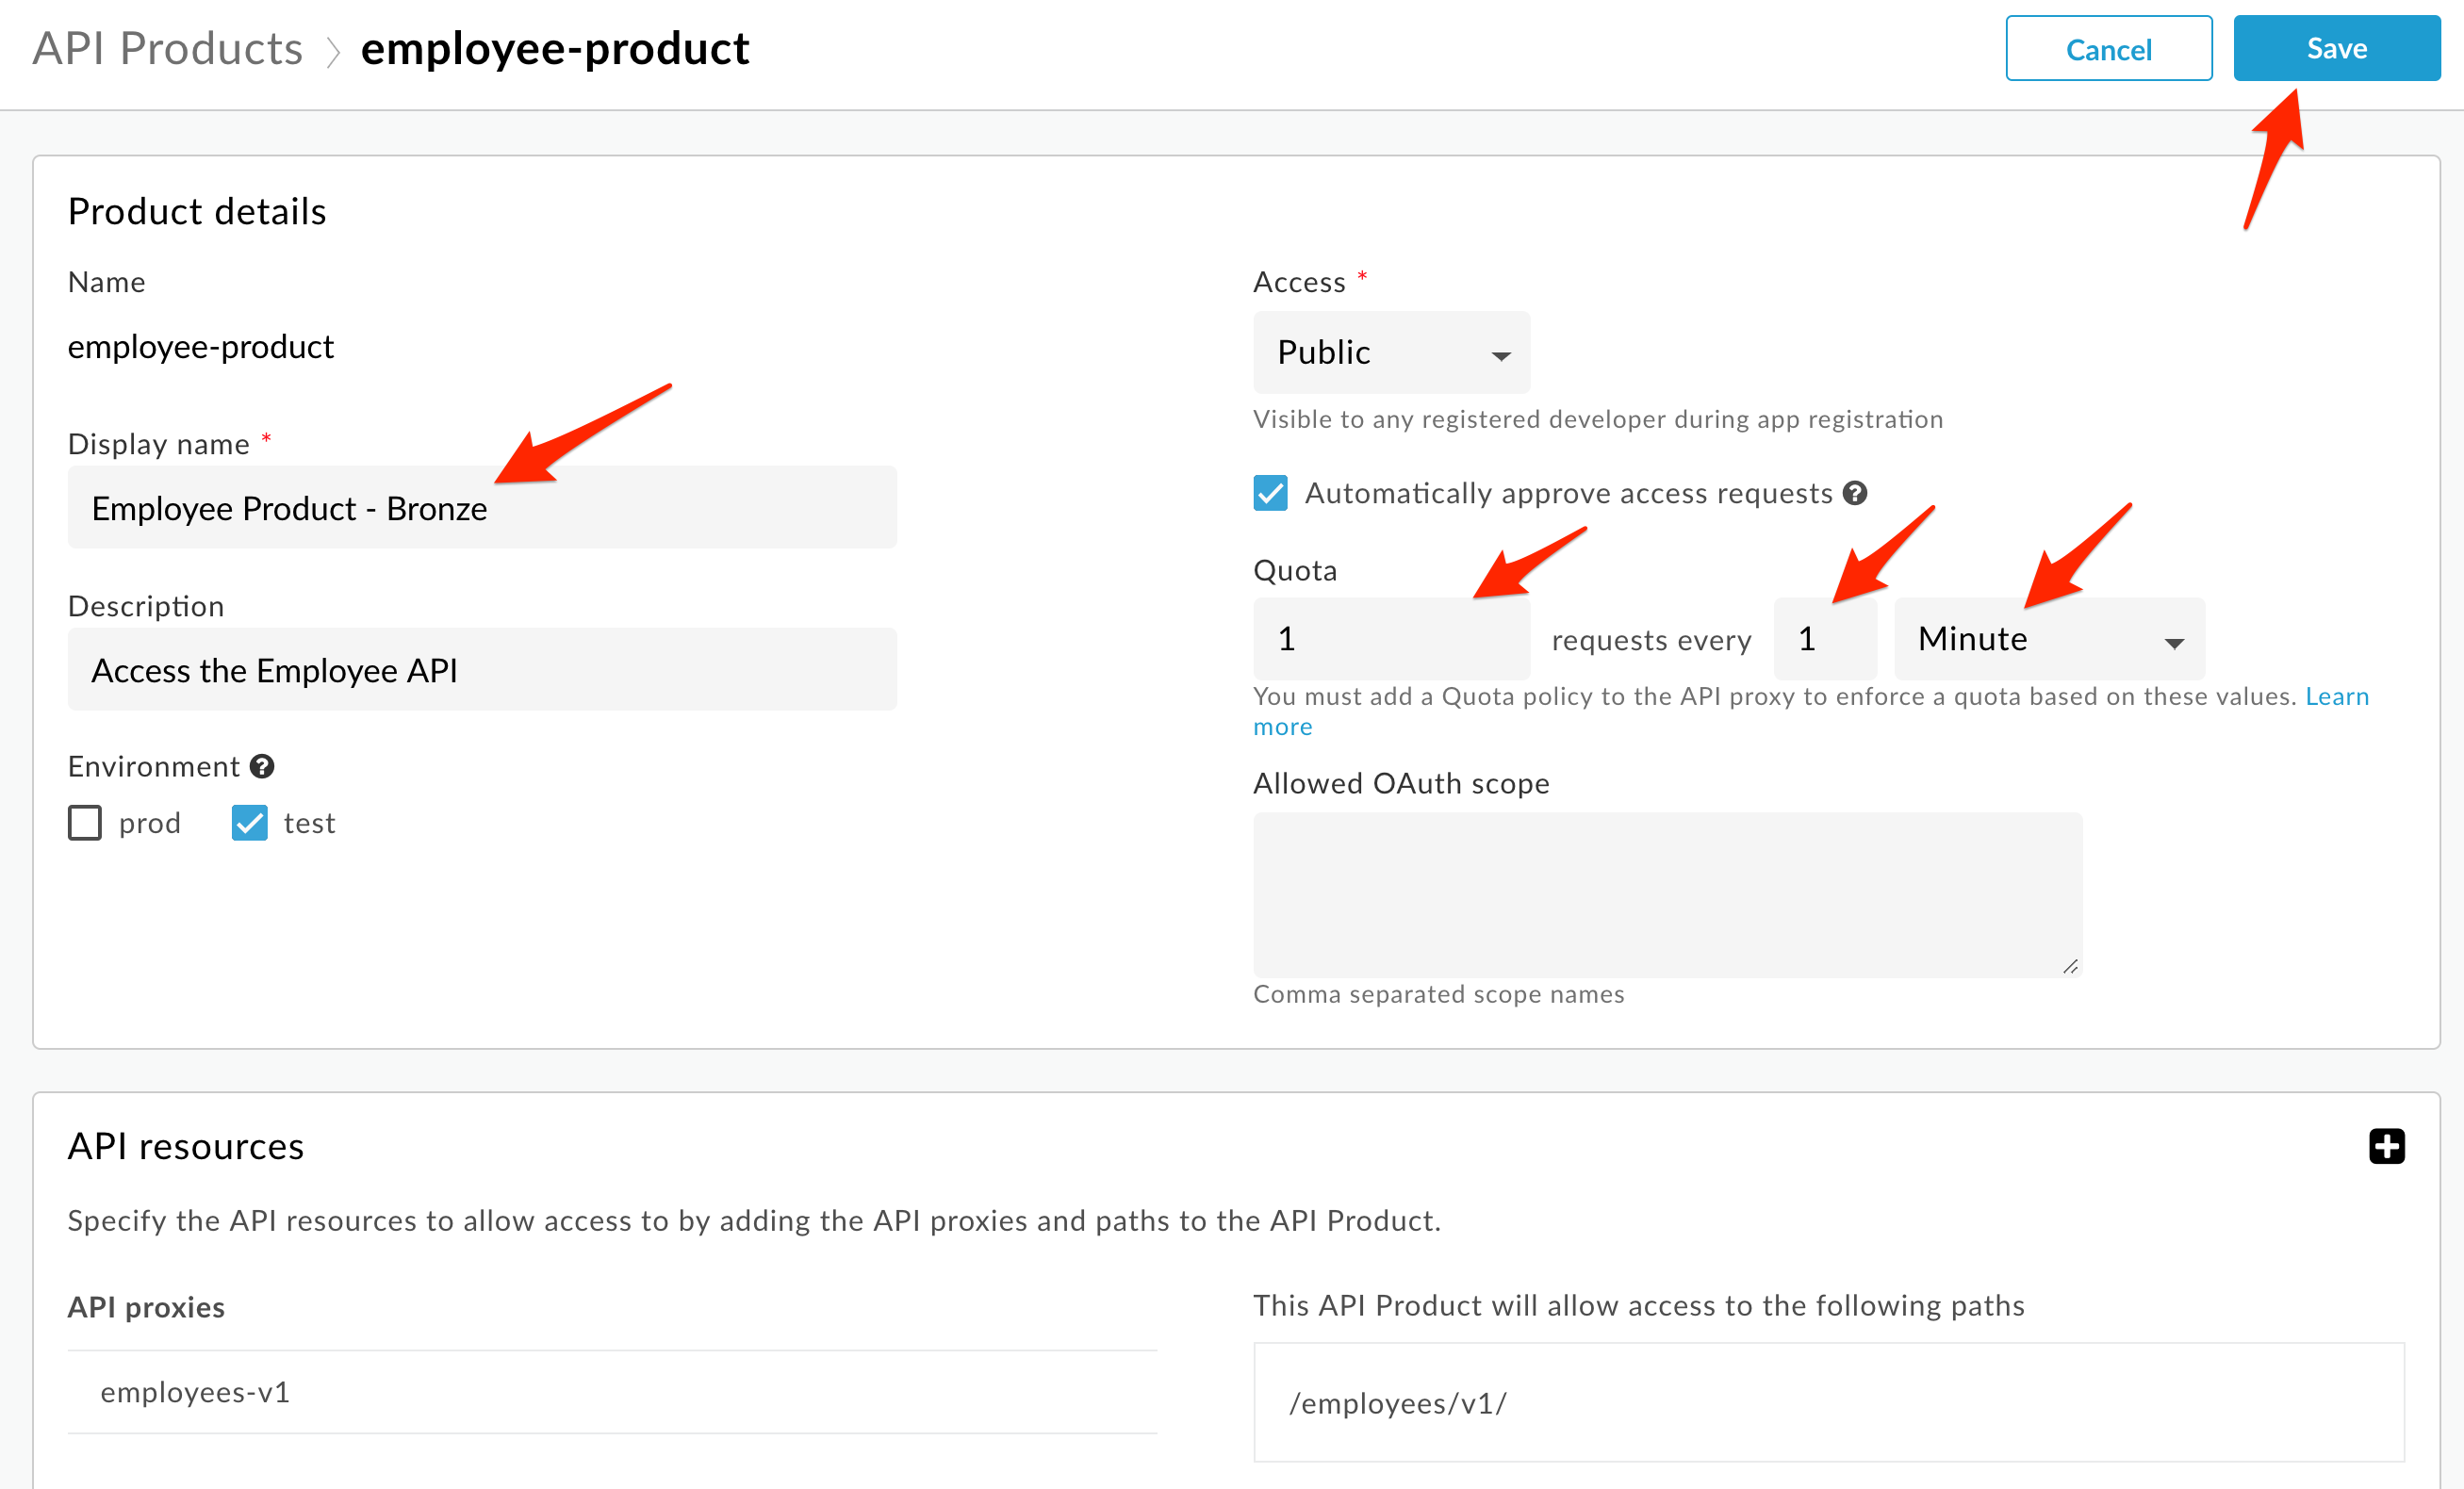 API Products > employee-product
Cancel
Save
Product details
Name
employee-product
Display name *
Employee Product - Bronze
Description
Access the Employee API
Environment
prod
test
Access *
Public
Visible to any registered developer during app registration
Automatically approve access requests
Quota
1 requests every 1 Minute
You must add a Quota policy to the API proxy to enforce a quota based on these values. Learn
more
Allowed OAuth scope
Comma separated scope names
API resources
Specify the API resources to allow access to by adding the API proxies and paths to the API Product.
API proxies
employees-v1
This API Product will allow access to the following paths
/employees/v1/